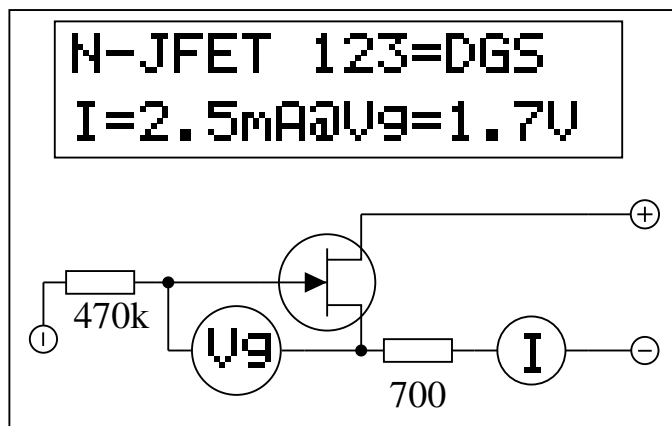 N-JFET 123=DGS
I=2.5mA@Vg=1.7V
+
470k
Vg
-
I
-
700